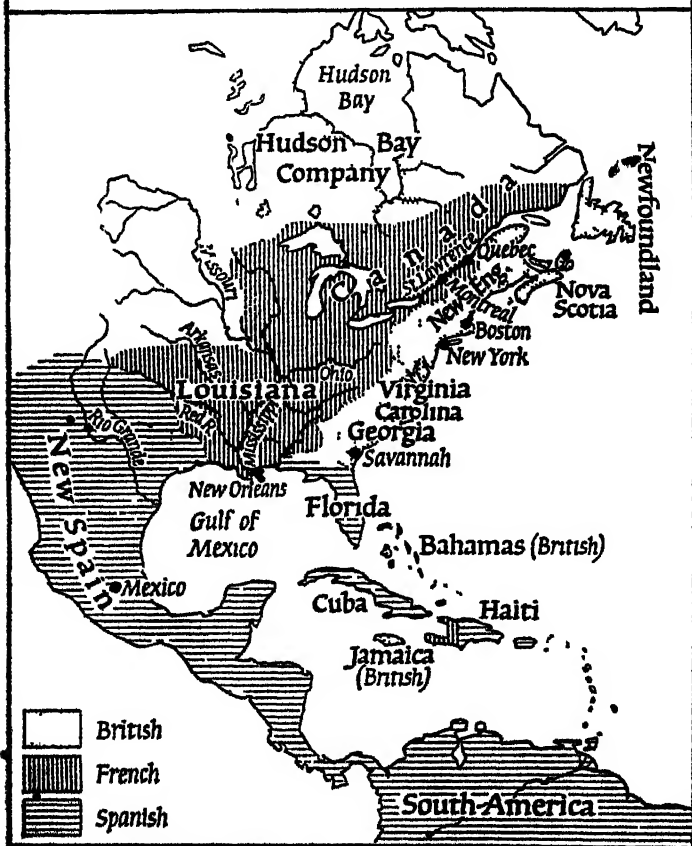 Hudson
Bay
Hudson Bay
Company
Newfoundland
Canada
Missouri
St. Lawrence
Quebec
Montreal
New Eng.
Nova
Scotia
Boston
New York
Arkansas
Ohio
Louisiana
Virginia
Carolina
Red R.
Mississippi
Georgia
Rio Grande
Savannah
New Spain
New Orleans
Florida
Gulf of
Mexico
Bahamas (British)
Mexico
Cuba
Haiti
Jamaica
(British)
British
French
Spanish
South America